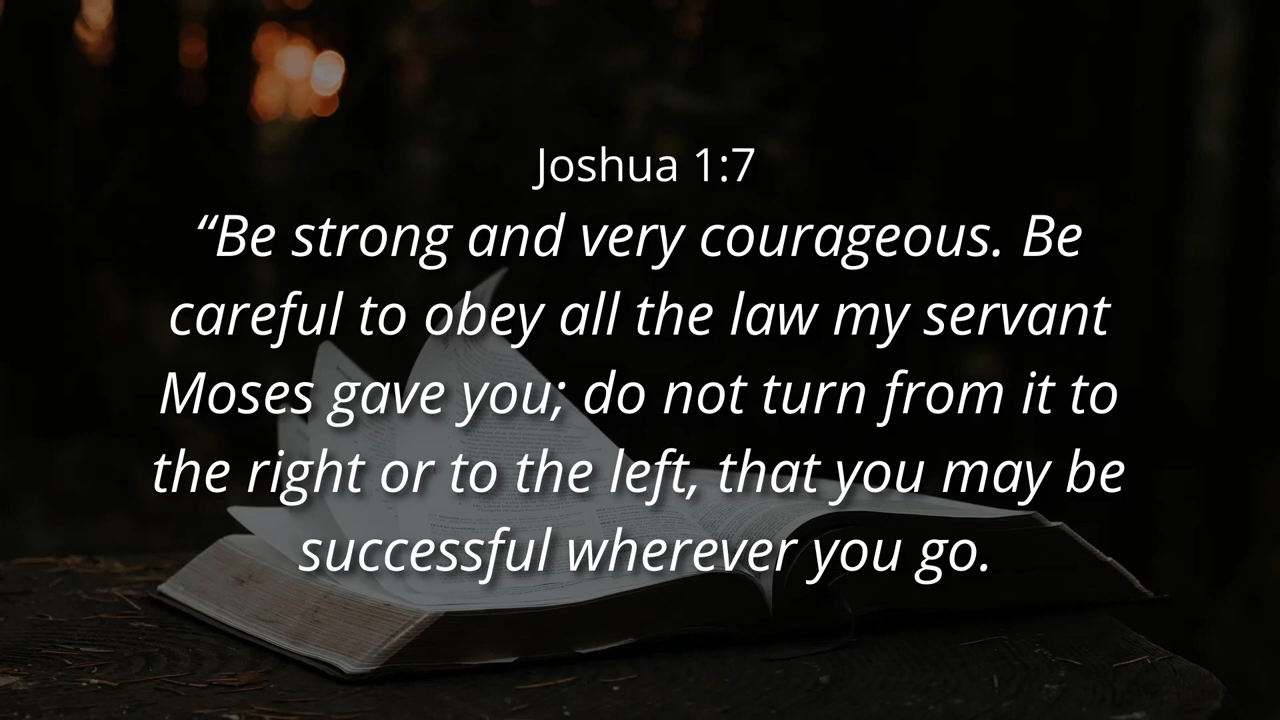 Joshua 1:7
“Be strong and very courageous. Be
careful to obey all the law my servant
Moses gave you; do not turn from it to
the right or to the left, that you may be
successful wherever you go.